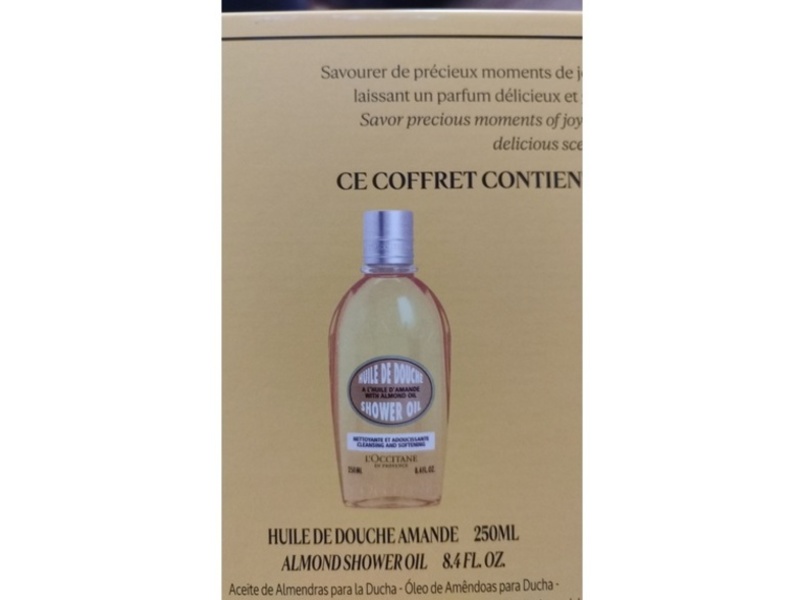 Savourer de précieux moments de
laissant un parfum délicieux et
Savor precious moments of joy
delicious
CE COFFRET CONTIEN
HUILE DE DOUCHE
A L'HUILE D'AMANDE
WITH ALMOND OIL
SHOWER OIL
NETTOYANTE ET ADOUCISSANTE
CLEANSING AND SOFTENING
L'OCCITANE
EN PROVENCE
250ML 8.4 FL. OZ.
HUILE DE DOUCHE AMANDE 250ML
ALMOND SHOWER OIL 8.4 FL. OZ.
Aceite de Almendras para la Ducha - Óleo de Amêndoas para Ducha -